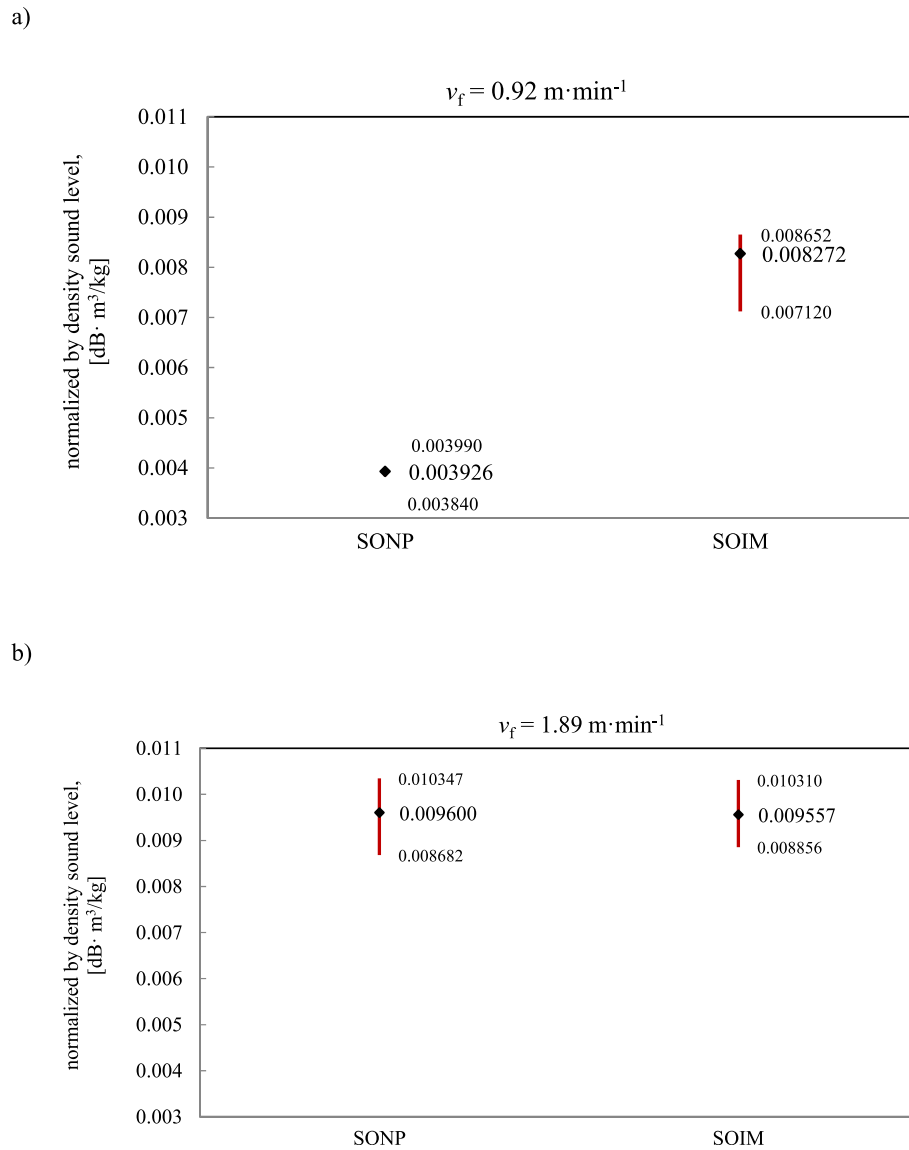 a)
v_f = 0.92 m·min⁻¹
normalized by density sound level,
[dB· m³/kg]
0.011
0.010
0.009
0.008
0.007
0.006
0.005
0.004
0.003
0.003990
0.003926
0.003840
0.008652
0.008272
0.007120
SONP
SOIM
b)
v_f = 1.89 m·min⁻¹
normalized by density sound level,
[dB· m³/kg]
0.011
0.010
0.009
0.008
0.007
0.006
0.005
0.004
0.003
0.010347
0.009600
0.008682
0.010310
0.009557
0.008856
SONP
SOIM